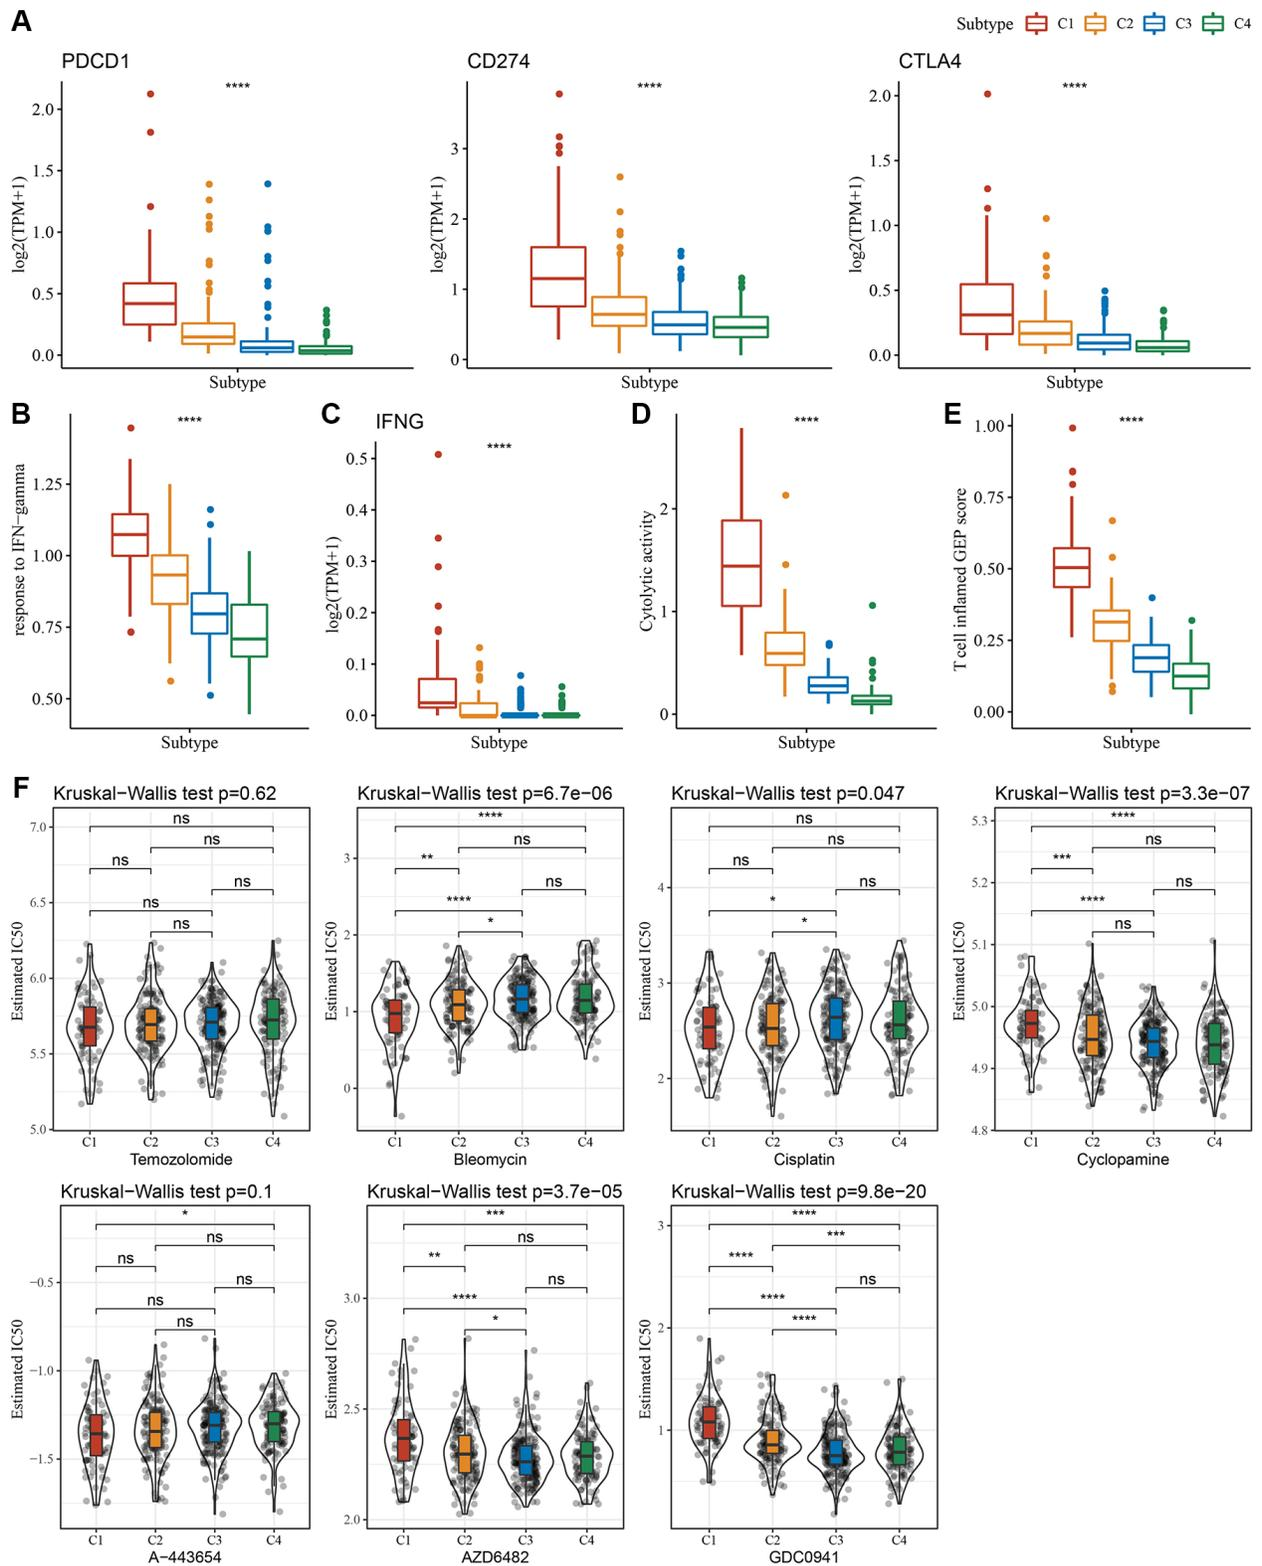 A
Subtype C1 C2 C3 C4
PDCD1
CD274
CTLA4
****
****
****
log2(TPM+1)
2.0
1.5
1.0
0.5
0.0
Subtype
log2(TPM+1)
3
2
1
0
Subtype
log2(TPM+1)
2.0
1.5
1.0
0.5
0.0
Subtype
B
****
response to IFN−gamma
1.25
1.00
0.75
0.50
Subtype
C
IFNG
****
log2(TPM+1)
0.5
0.4
0.3
0.2
0.1
0.0
Subtype
D
****
Cytolytic activity
2
1
0
Subtype
E
****
T cell inflamed GEP score
1.00
0.75
0.50
0.25
0.00
Subtype
F
Kruskal−Wallis test p=0.62
ns
ns
ns
ns
ns
ns
Estimated IC50
7.0
6.5
6.0
5.5
5.0
C1 C2 C3 C4
Temozolomide
Kruskal−Wallis test p=6.7e−06
****
ns
**
ns
****
*
Estimated IC50
3
2
1
0
C1 C2 C3 C4
Bleomycin
Kruskal−Wallis test p=0.047
ns
ns
ns
ns
*
*
Estimated IC50
4
3
2
C1 C2 C3 C4
Cisplatin
Kruskal−Wallis test p=3.3e−07
****
ns
***
ns
****
ns
Estimated IC50
5.3
5.2
5.1
5.0
4.9
4.8
C1 C2 C3 C4
Cyclopamine
Kruskal−Wallis test p=0.1
*
ns
ns
ns
ns
ns
Estimated IC50
−0.5
−1.0
−1.5
C1 C2 C3 C4
A−443654
Kruskal−Wallis test p=3.7e−05
***
ns
**
ns
****
*
Estimated IC50
3.0
2.5
2.0
C1 C2 C3 C4
AZD6482
Kruskal−Wallis test p=9.8e−20
****
***
****
ns
****
****
Estimated IC50
3
2
1
C1 C2 C3 C4
GDC0941